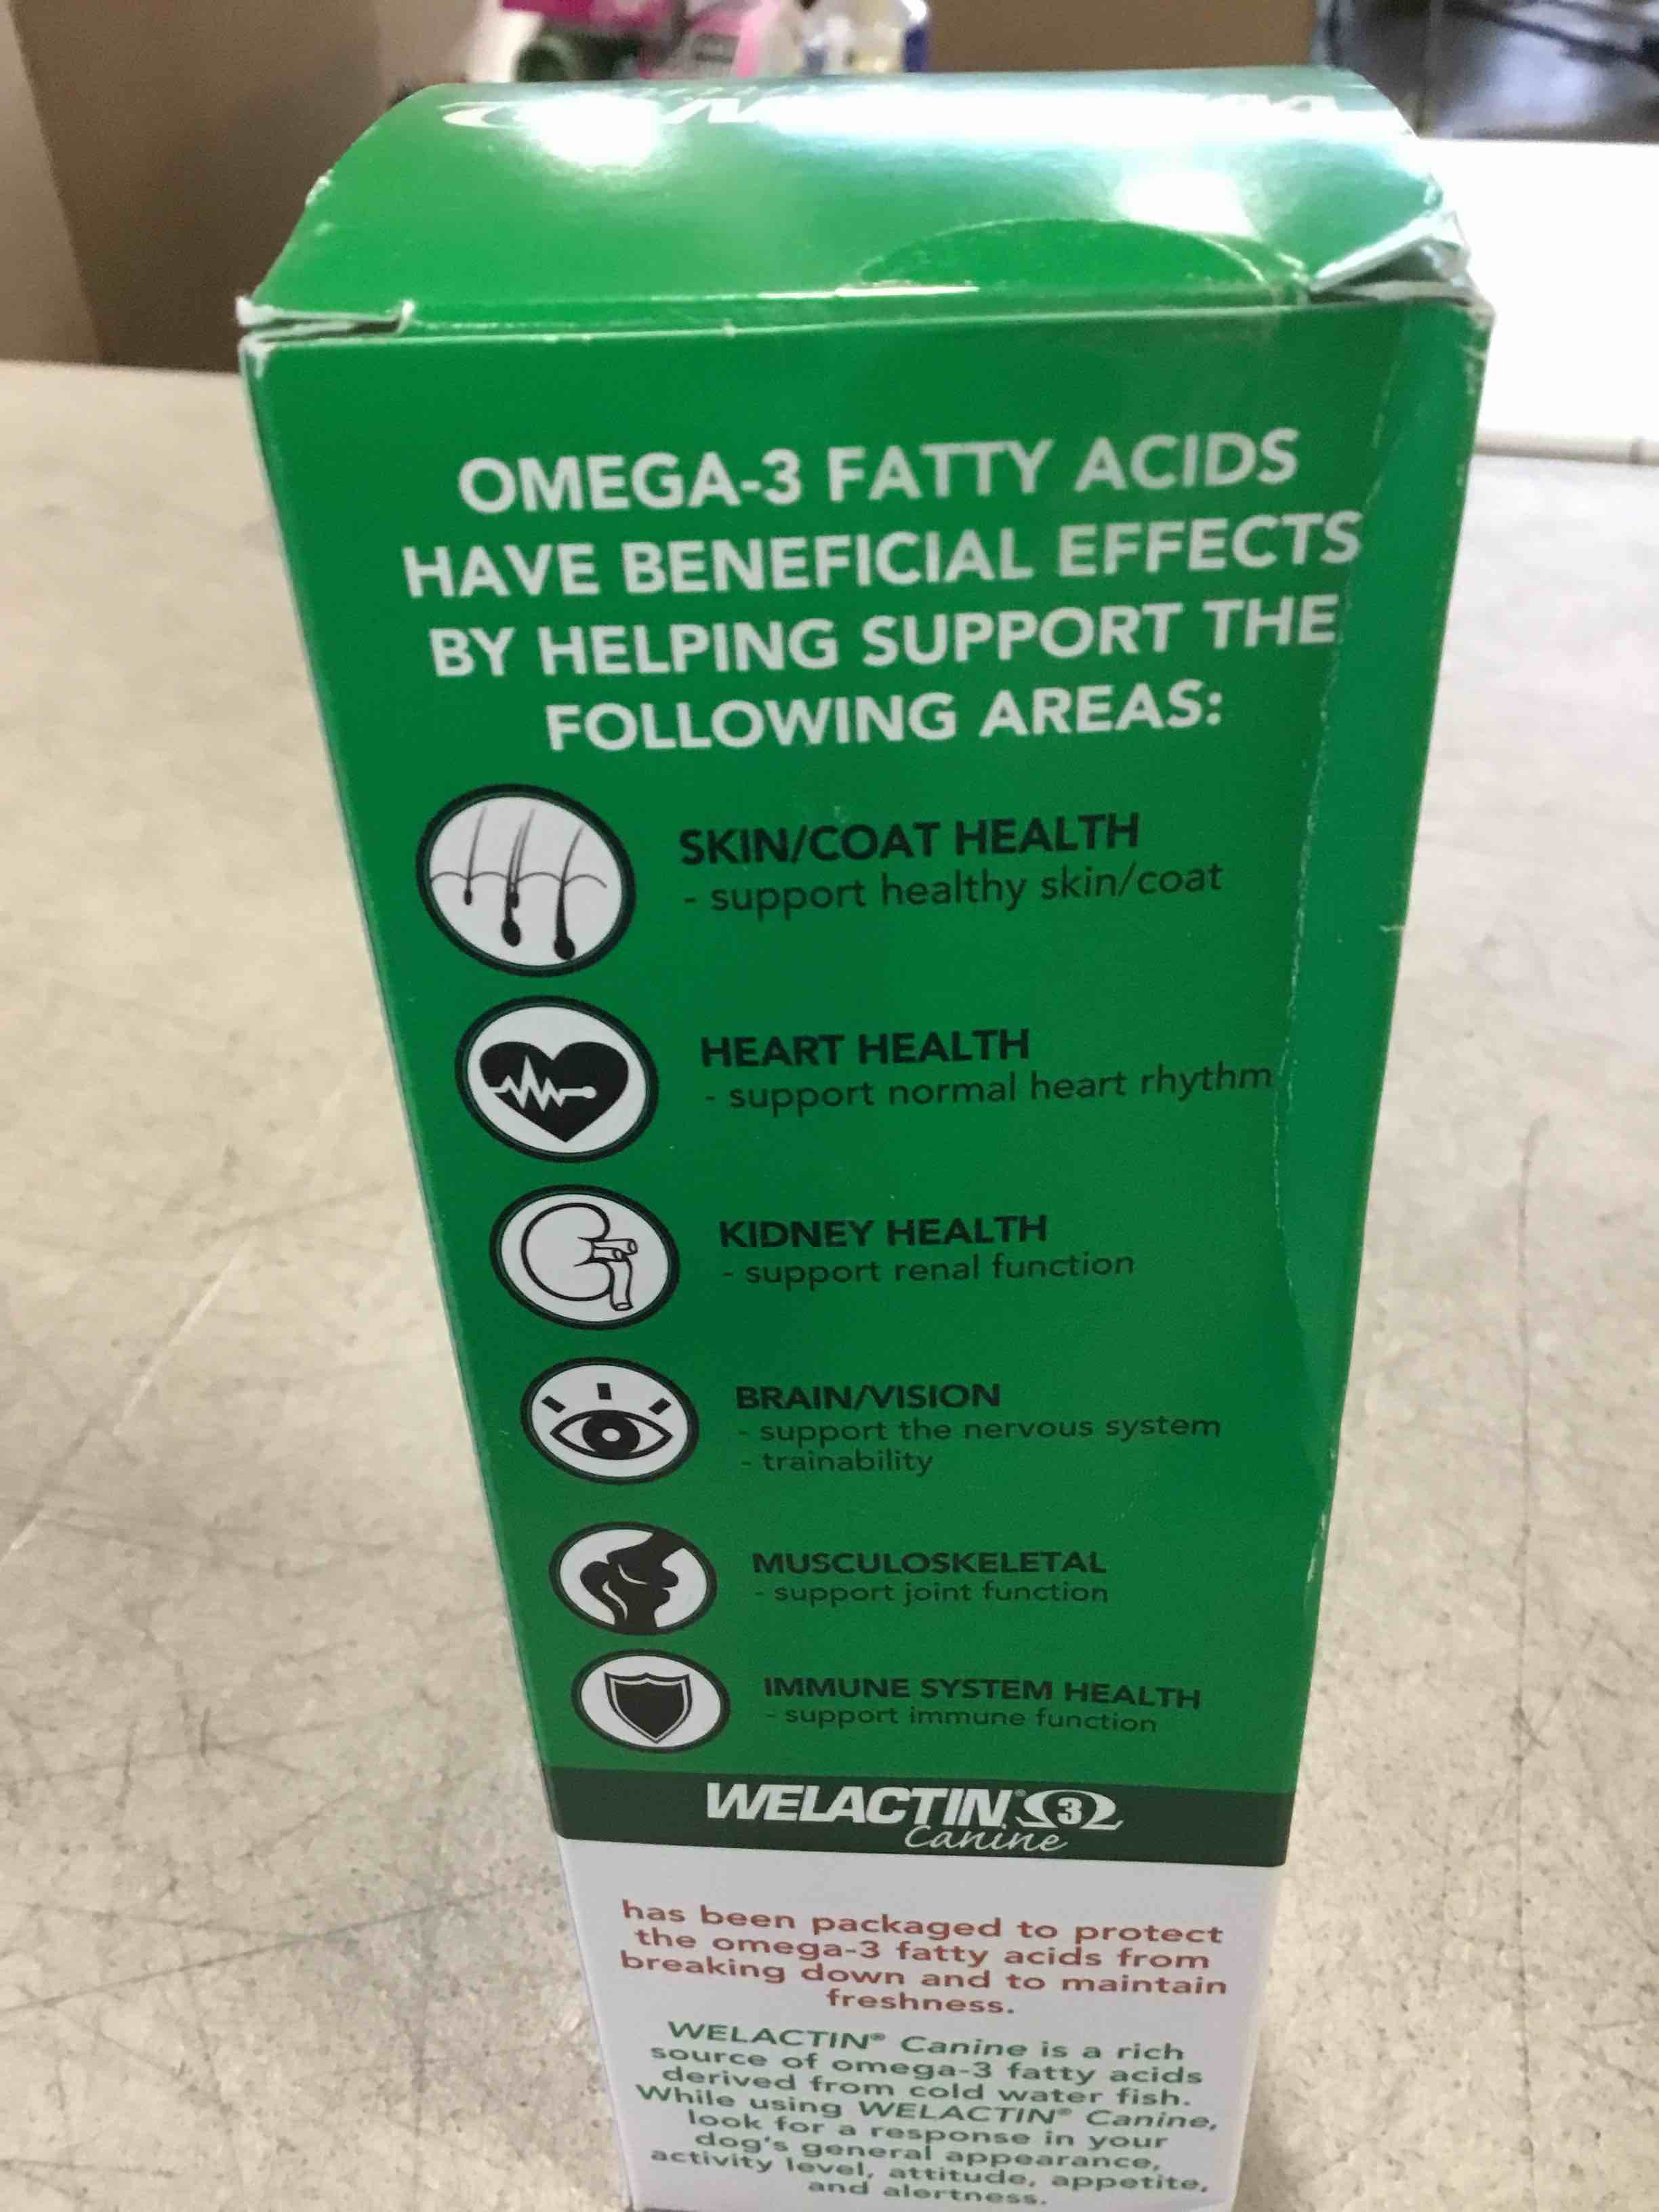 OMEGA-3 FATTY ACIDS
HAVE BENEFICIAL EFFECTS
BY HELPING SUPPORT THE
FOLLOWING AREAS:
SKIN/COAT HEALTH
- support healthy skin/coat
HEART HEALTH
- support normal heart rhythm
KIDNEY HEALTH
- support renal function
BRAIN/VISION
- support the nervous system
- trainability
MUSCULOSKELETAL
- support joint function
IMMUNE SYSTEM HEALTH
- support immune function
WELACTIN® 3
Canine
has been packaged to protect
the omega-3 fatty acids from
breaking down and to maintain
freshness.
WELACTIN® Canine is a rich
source of omega-3 fatty acids
derived from cold water fish.
While using WELACTIN® Canine,
look for a response in your
dog's general appearance,
activity level, attitude, appetite,
and alertness.